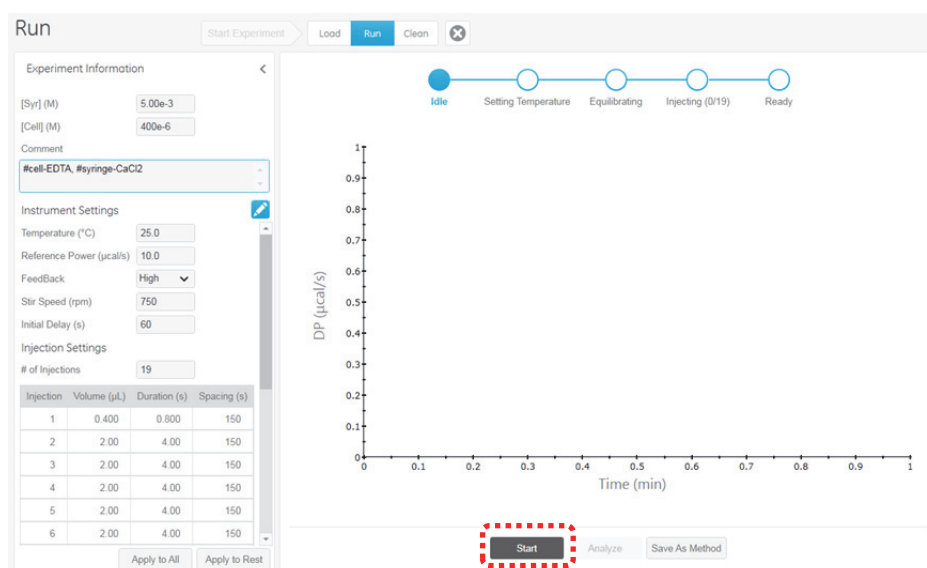 Run
Start Experiment Load Run Clean
Experiment Information
[Syr] (M) 5.00e-3
[Cell] (M) 400e-6
Comment
#cell-EDTA, #syringe-CaCl2
Instrument Settings
Temperature (°C) 25.0
Reference Power (µcal/s) 10.0
FeedBack High
Stir Speed (rpm) 750
Initial Delay (s) 60
Injection Settings
# of Injections 19
Injection Volume (µL) Duration (s) Spacing (s)
1 0.400 0.800 150
2 2.00 4.00 150
3 2.00 4.00 150
4 2.00 4.00 150
5 2.00 4.00 150
6 2.00 4.00 150
Apply to All Apply to Rest
Idle Setting Temperature Equilibrating Injecting (0/19) Ready
1
0.9
0.8
0.7
0.6
0.5
0.4
0.3
0.2
0.1
0
DP (µcal/s)
0 0.1 0.2 0.3 0.4 0.5 0.6 0.7 0.8 0.9 1
Time (min)
Start Analyze Save As Method